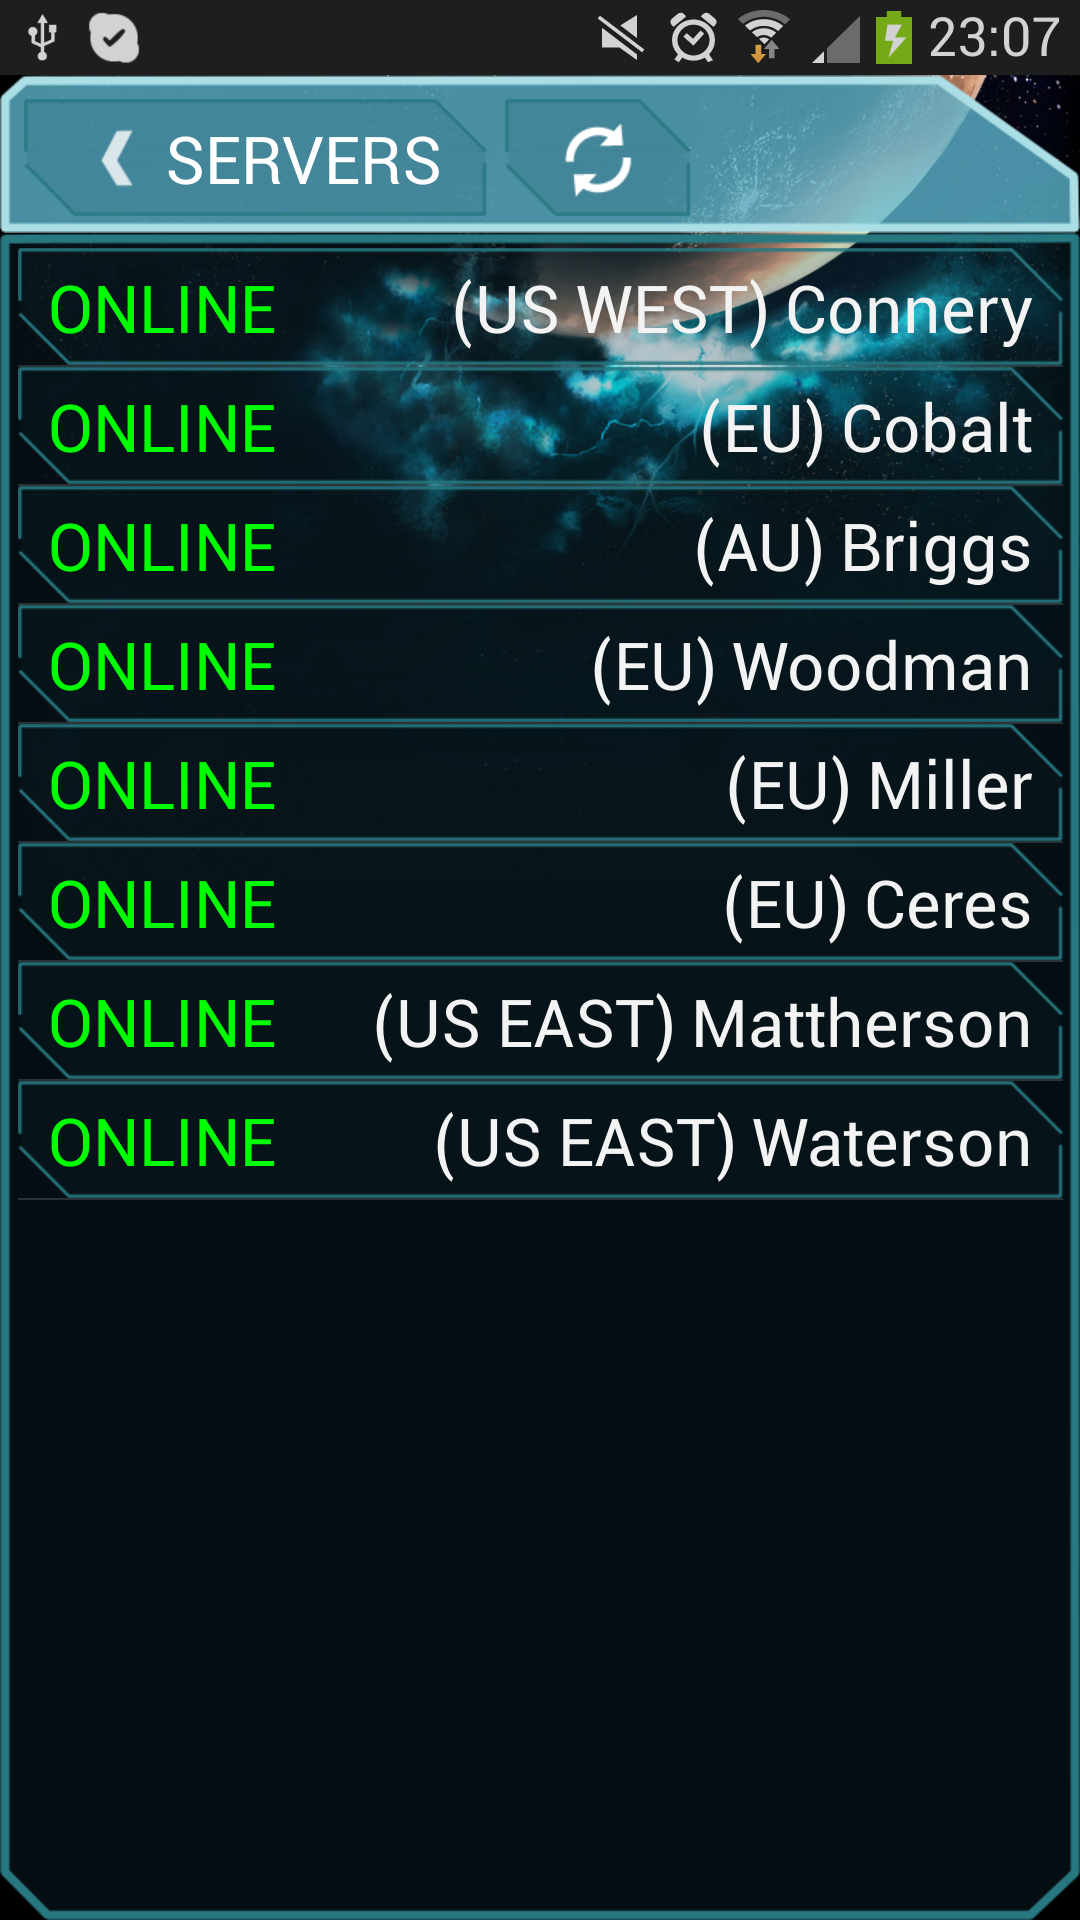 23:07
SERVERS
ONLINE (US WEST) Connery
ONLINE (EU) Cobalt
ONLINE (AU) Briggs
ONLINE (EU) Woodman
ONLINE (EU) Miller
ONLINE (EU) Ceres
ONLINE (US EAST) Mattherson
ONLINE (US EAST) Waterson